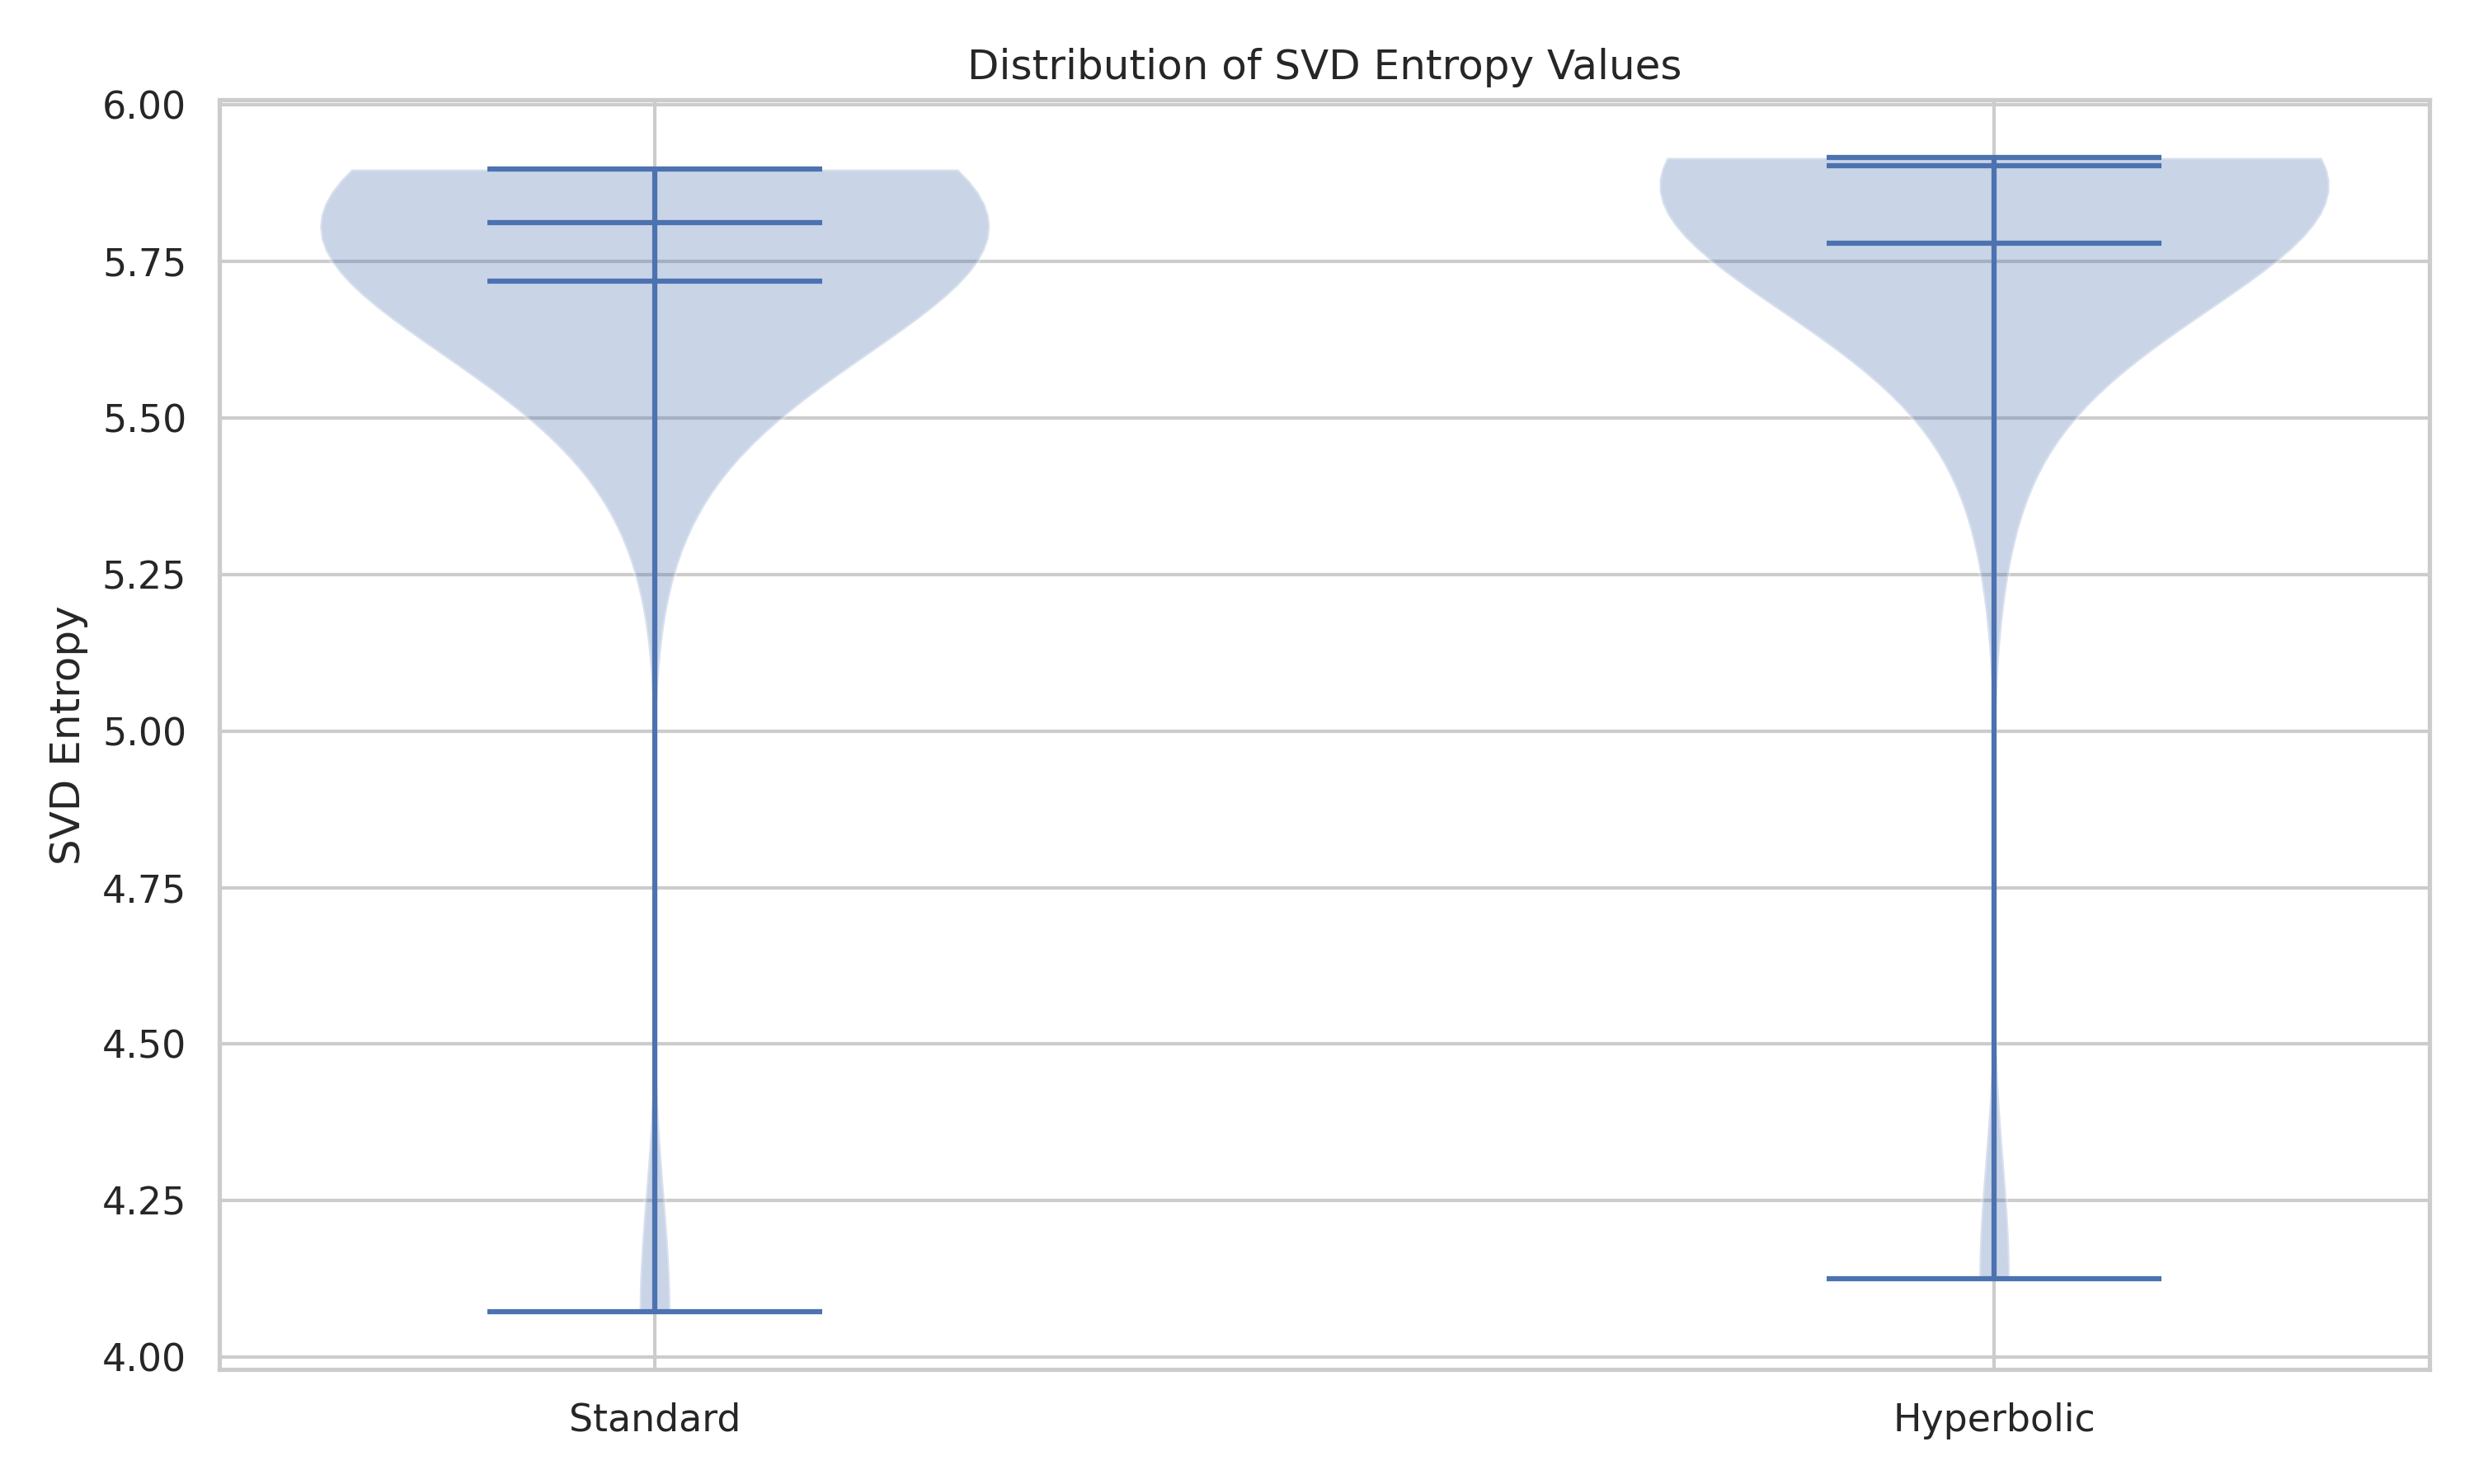 Distribution of SVD Entropy Values
6.00
5.75
5.50
5.25
5.00
4.75
4.50
4.25
4.00
SVD Entropy
Standard
Hyperbolic